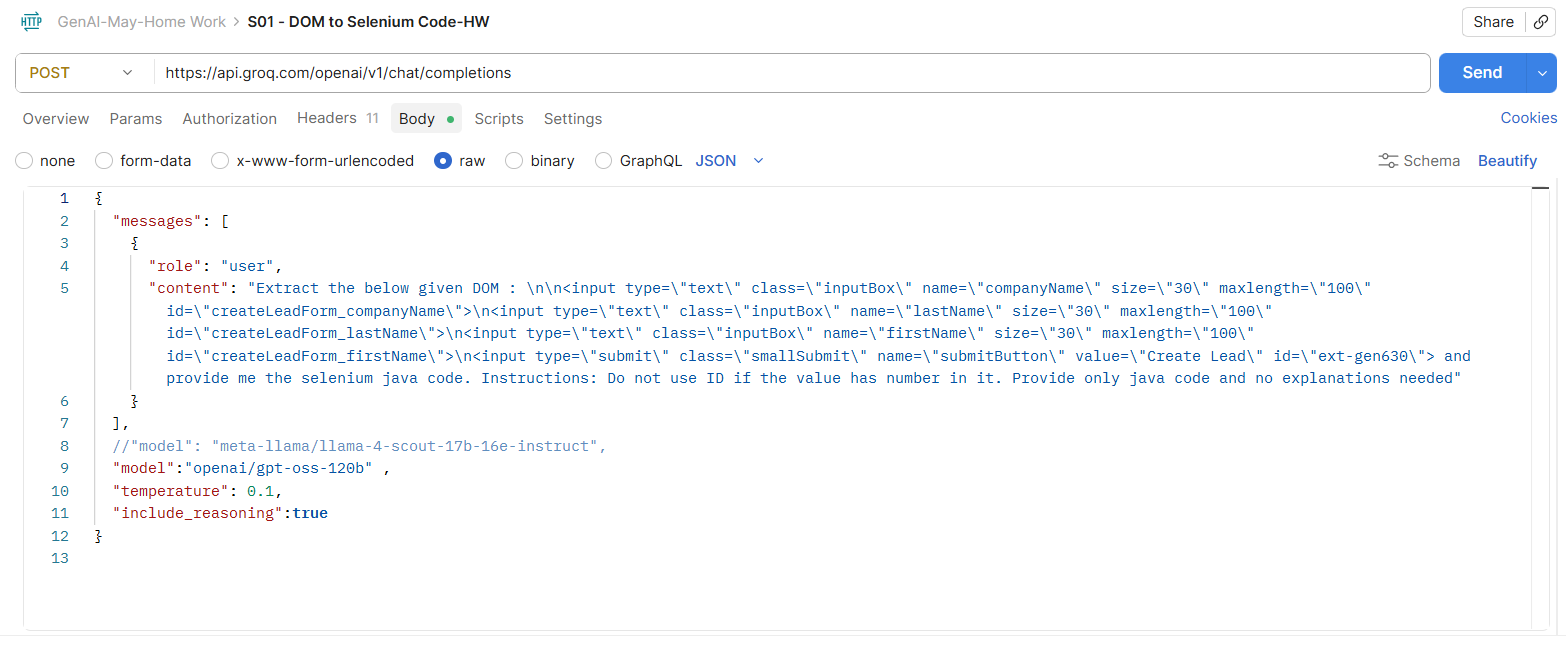 HTTP GenAI-May-Home Work > S01 - DOM to Selenium Code-HW Share
POST https://api.groq.com/openai/v1/chat/completions Send
Overview Params Authorization Headers 11 Body Scripts Settings Cookies
none form-data x-www-form-urlencoded raw binary GraphQL JSON Schema Beautify
1 {
2 "messages": [
3 {
4 "role": "user",
5 "content": "Extract the below given DOM : \n\n<input type=\"text\" class=\"inputBox\" name=\"companyName\" size=\"30\" maxlength=\"100\"
id=\"createLeadForm_companyName\">\n<input type=\"text\" class=\"inputBox\" name=\"lastName\" size=\"30\" maxlength=\"100\"
id=\"createLeadForm_lastName\">\n<input type=\"text\" class=\"inputBox\" name=\"firstName\" size=\"30\" maxlength=\"100\"
id=\"createLeadForm_firstName\">\n<input type=\"submit\" class=\"smallSubmit\" name=\"submitButton\" value=\"Create Lead\" id=\"ext-gen630\"> and
provide me the selenium java code. Instructions: Do not use ID if the value has number in it. Provide only java code and no explanations needed"
6 }
7 ],
8 //"model": "meta-llama/llama-4-scout-17b-16e-instruct",
9 "model":"openai/gpt-oss-120b" ,
10 "temperature": 0.1,
11 "include_reasoning":true
12 }
13